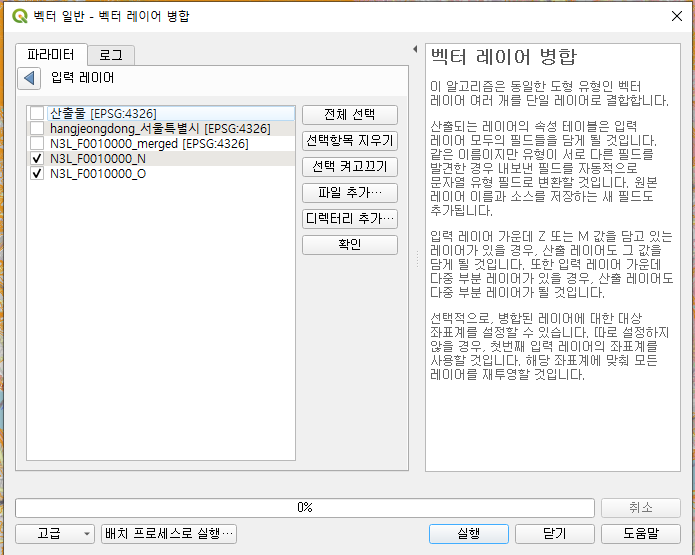 벡터 일반 - 벡터 레이어 병합
파라미터
로그
입력 레이어
산출물 [EPSG:4326]
hangjeongdong_서울특별시 [EPSG:4326]
N3L_F0010000_merged [EPSG:4326]
N3L_F0010000_N
N3L_F0010000_O
전체 선택
선택항목 지우기
선택 켜고끄기
파일 추가…
디렉터리 추가…
확인
벡터 레이어 병합
이 알고리즘은 동일한 도형 유형인 벡터
레이어 여러 개를 단일 레이어로 결합합니다.
산출되는 레이어의 속성 테이블은 입력
레이어 모두의 필드들을 담게 될 것입니다.
같은 이름이지만 유형이 서로 다른 필드를
발견한 경우 내보낸 필드를 자동적으로
문자열 유형 필드로 변환할 것입니다. 원본
레이어 이름과 소스를 저장하는 새 필드도
추가됩니다.
입력 레이어 가운데 Z 또는 M 값을 담고 있는
레이어가 있을 경우, 산출 레이어도 그 값을
담게 될 것입니다. 또한 입력 레이어 가운데
다중 부분 레이어가 있을 경우, 산출 레이어도
다중 부분 레이어가 될 것입니다.
선택적으로, 병합된 레이어에 대한 대상
좌표계를 설정할 수 있습니다. 따로 설정하지
않을 경우, 첫번째 입력 레이어의 좌표계를
사용할 것입니다. 해당 좌표계에 맞춰 모든
레이어를 재투영할 것입니다.
0%
취소
고급
배치 프로세스로 실행…
실행
닫기
도움말